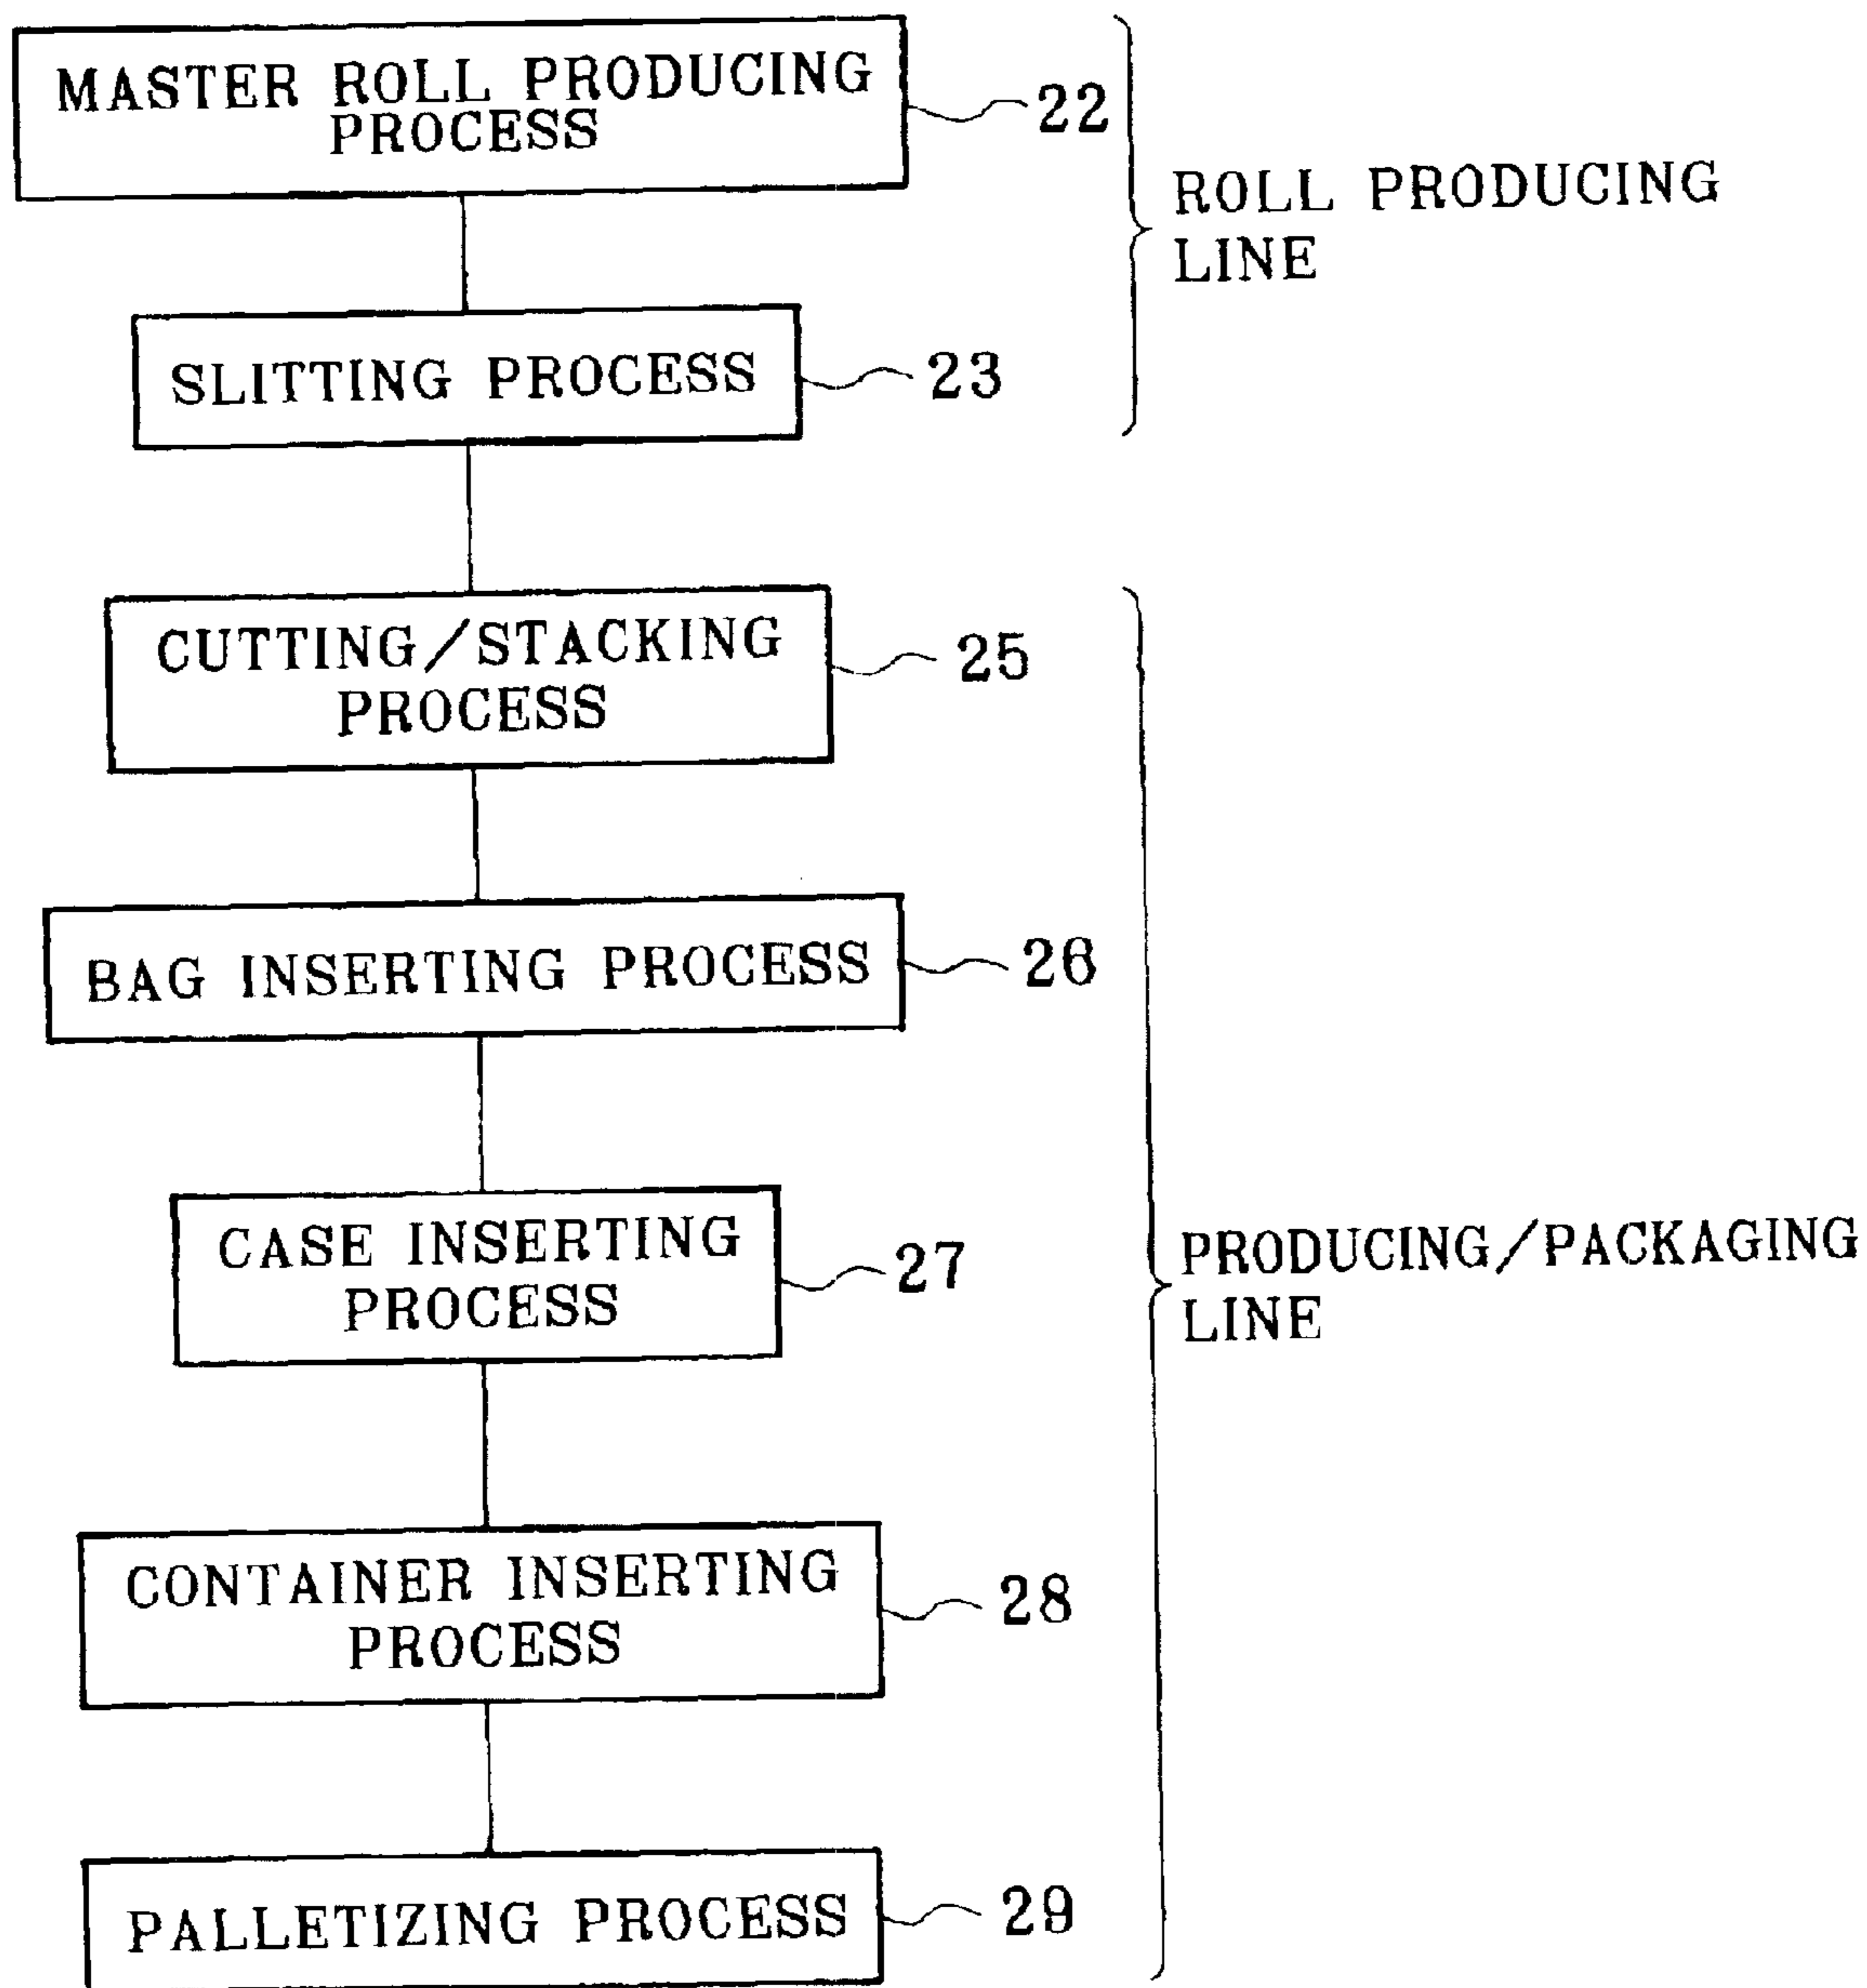 MASTER ROLL PRODUCING
PROCESS
22
ROLL PRODUCING
LINE
SLITTING PROCESS
23
CUTTING/STACKING
PROCESS
25
BAG INSERTING PROCESS
26
CASE INSERTING
PROCESS
27
PRODUCING/PACKAGING
LINE
CONTAINER INSERTING
PROCESS
28
PALLETIZING PROCESS
29